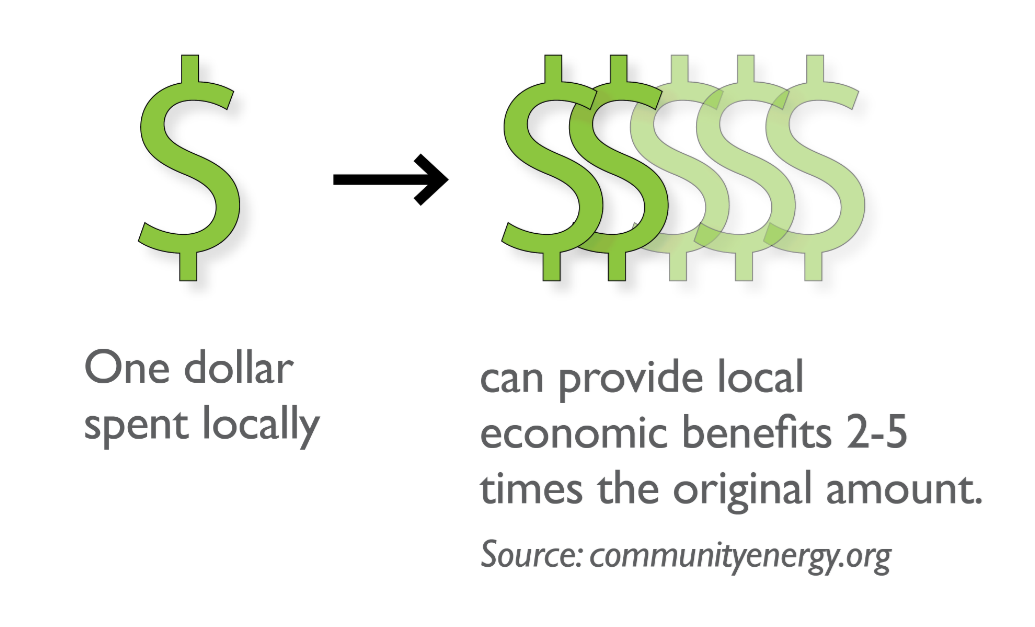 $ $$$$$
One dollar
spent locally
can provide local
economic benefits 2-5
times the original amount.
Source: communityenergy.org